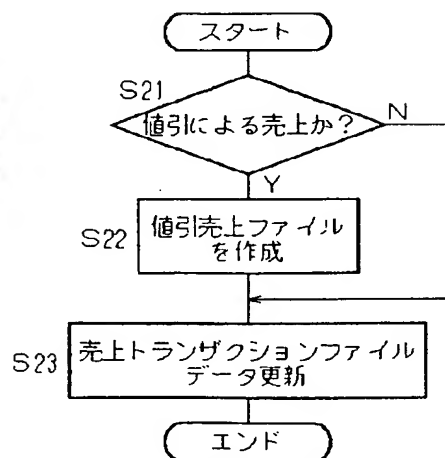 スタート
S21
値引による売上か?
N
Y
S22
値引売上ファイル
を作成
S23
売上トランザクションファイル
データ更新
エンド